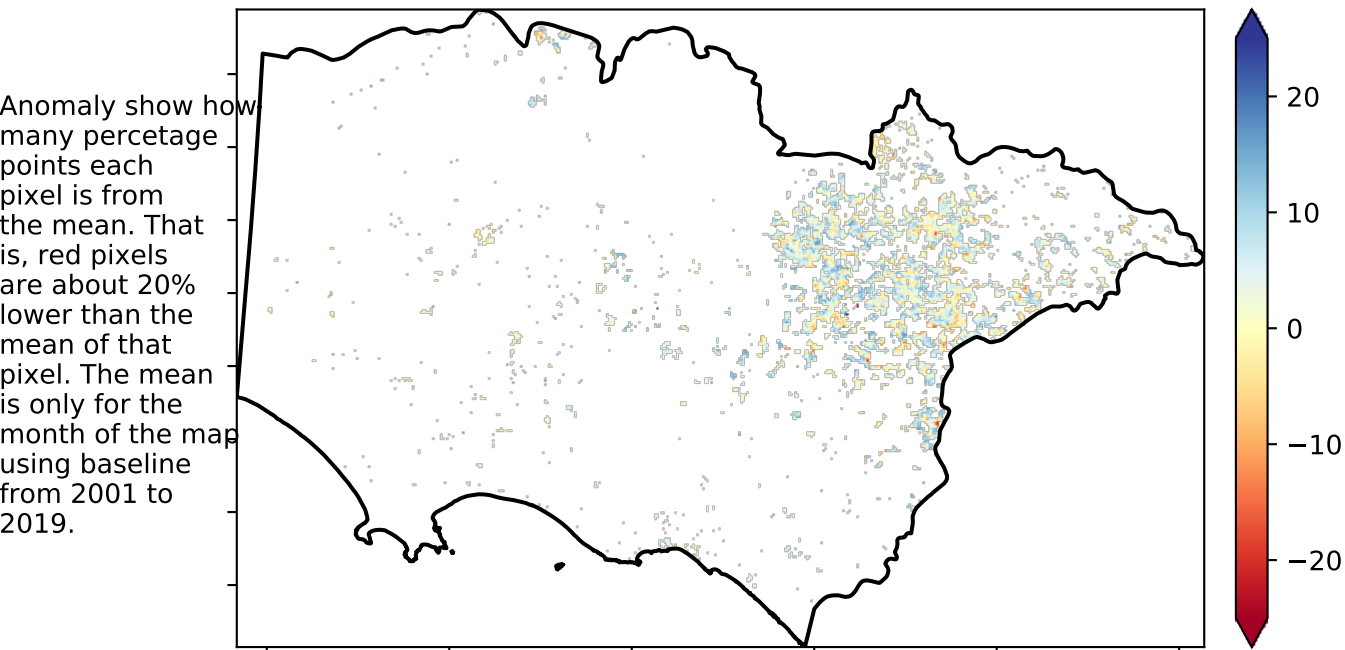 Anomaly show how
many percetage
points each
pixel is from
the mean. That
is, red pixels
are about 20%
lower than the
mean of that
pixel. The mean
is only for the
month of the map
using baseline
from 2001 to
2019.
20
10
0
−10
−20